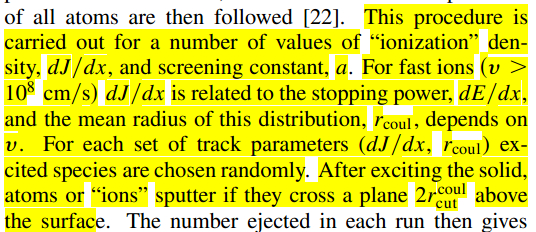 of all atoms are then followed [22]. This procedure is
carried out for a number of values of “ionization” den-
sity, dJ/dx, and screening constant, a. For fast ions (v >
10⁸ cm/s) dJ/dx is related to the stopping power, dE/dx,
and the mean radius of this distribution, r_coul, depends on
v. For each set of track parameters (dJ/dx, r_coul) ex-
cited species are chosen randomly. After exciting the solid,
atoms or “ions” sputter if they cross a plane 2r_cut^coul above
the surface. The number ejected in each run then gives